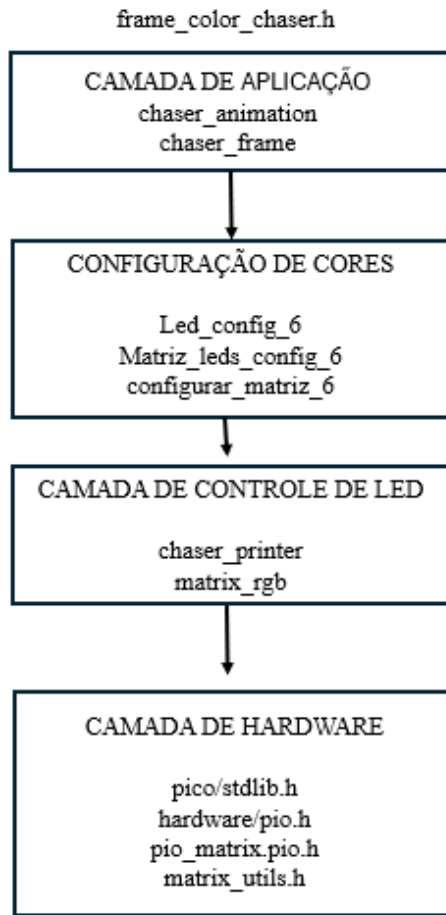 frame_color_chaser.h
CAMADA DE APLICAÇÃO
chaser_animation
chaser_frame
CONFIGURAÇÃO DE CORES
Led_config_6
Matriz_leds_config_6
configurar_matriz_6
CAMADA DE CONTROLE DE LED
chaser_printer
matrix_rgb
CAMADA DE HARDWARE
pico/stdlib.h
hardware/pio.h
pio_matrix.pio.h
matrix_utils.h